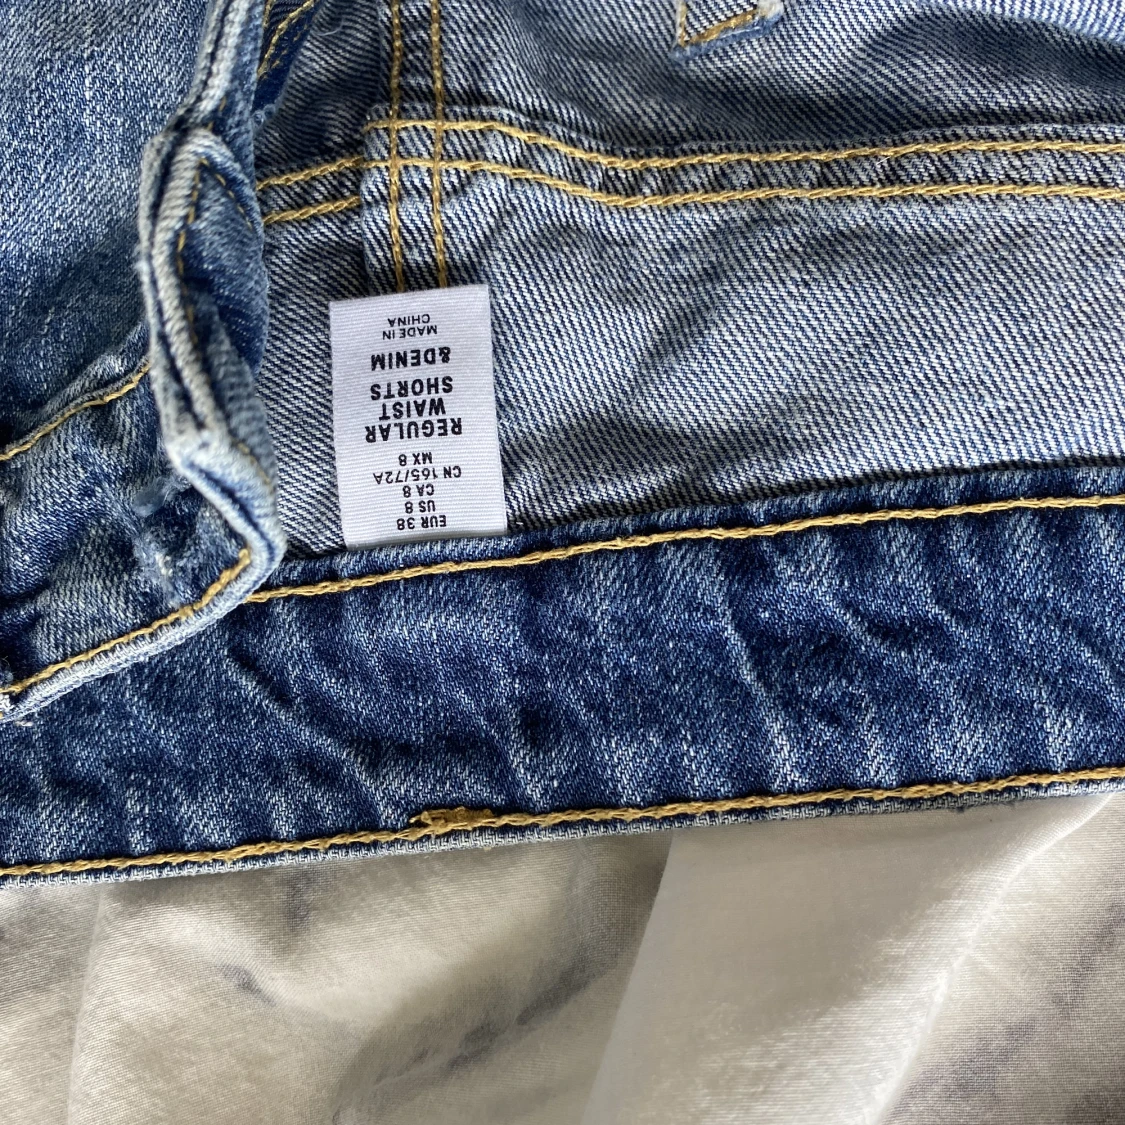 EUR 38
US 8
CA 8
CN 165/72A
MX 8
REGULAR
WAIST
SHORTS
&DENIM
MADE IN
CHINA